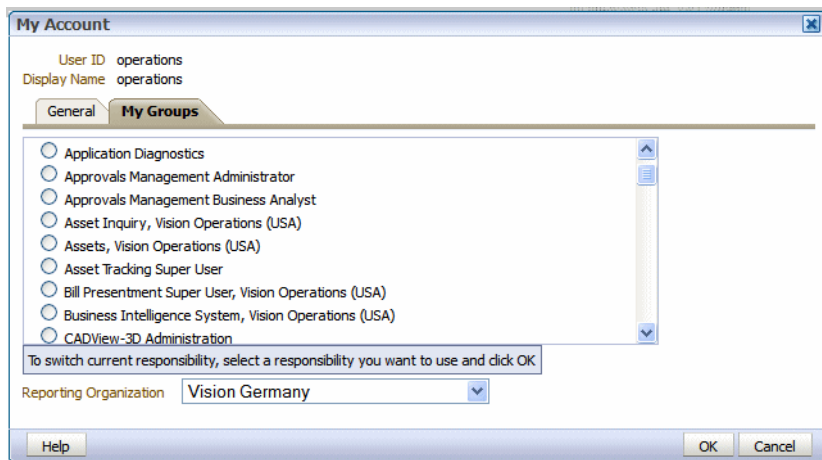 My Account
User ID operations
Display Name operations
General My Groups
Application Diagnostics
Approvals Management Administrator
Approvals Management Business Analyst
Asset Inquiry, Vision Operations (USA)
Assets, Vision Operations (USA)
Asset Tracking Super User
Bill Presentment Super User, Vision Operations (USA)
Business Intelligence System, Vision Operations (USA)
CADView-3D Administration
To switch current responsibility, select a responsibility you want to use and click OK
Reporting Organization Vision Germany
Help OK Cancel